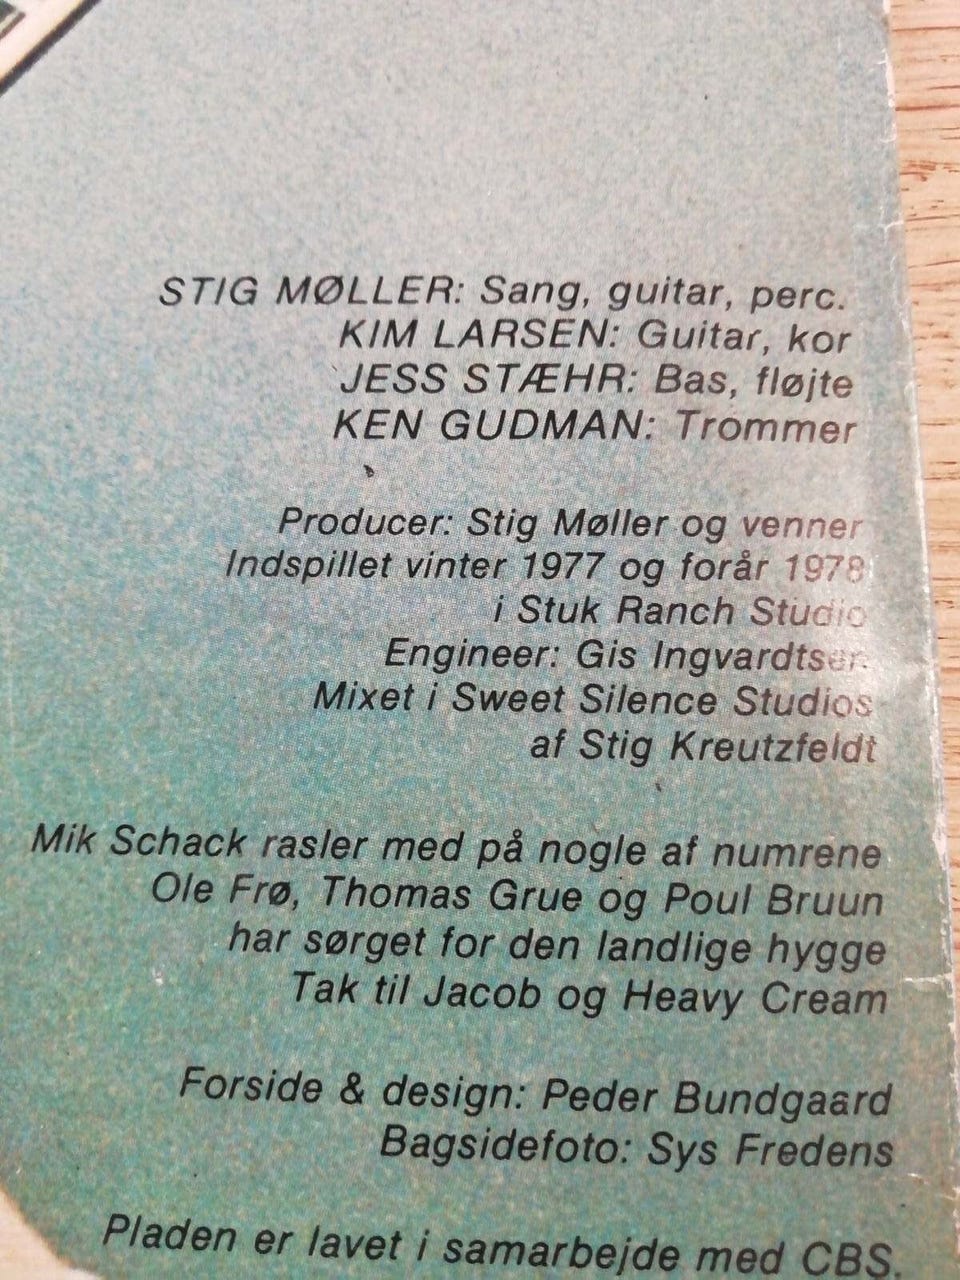 STIG MØLLER: Sang, guitar, perc.
KIM LARSEN: Guitar, kor
JESS STÆHR: Bas, fløjte
KEN GUDMAN: Trommer
Producer: Stig Møller og venner
Indspillet vinter 1977 og forår 1978
i Stuk Ranch Studio
Engineer: Gis Ingvardtsen
Mixet i Sweet Silence Studios
af Stig Kreutzfeldt
Mik Schack rasler med på nogle af numrene
Ole Frø, Thomas Grue og Poul Bruun
har sørget for den landlige hygge
Tak til Jacob og Heavy Cream
Forside & design: Peder Bundgaard
Bagsidefoto: Sys Fredens
Pladen er lavet i samarbejde med CBS.